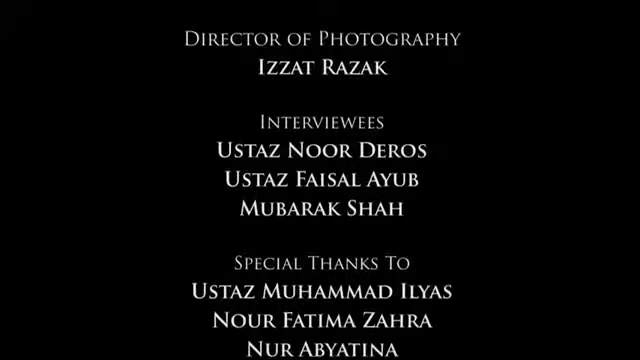 Director of Photography
Izzat Razak
Interviewees
Ustaz Noor Deros
Ustaz Faisal Ayub
Mubarak Shah
Special Thanks To
Ustaz Muhammad Ilyas
Nour Fatima Zahra
Nur Abyatina